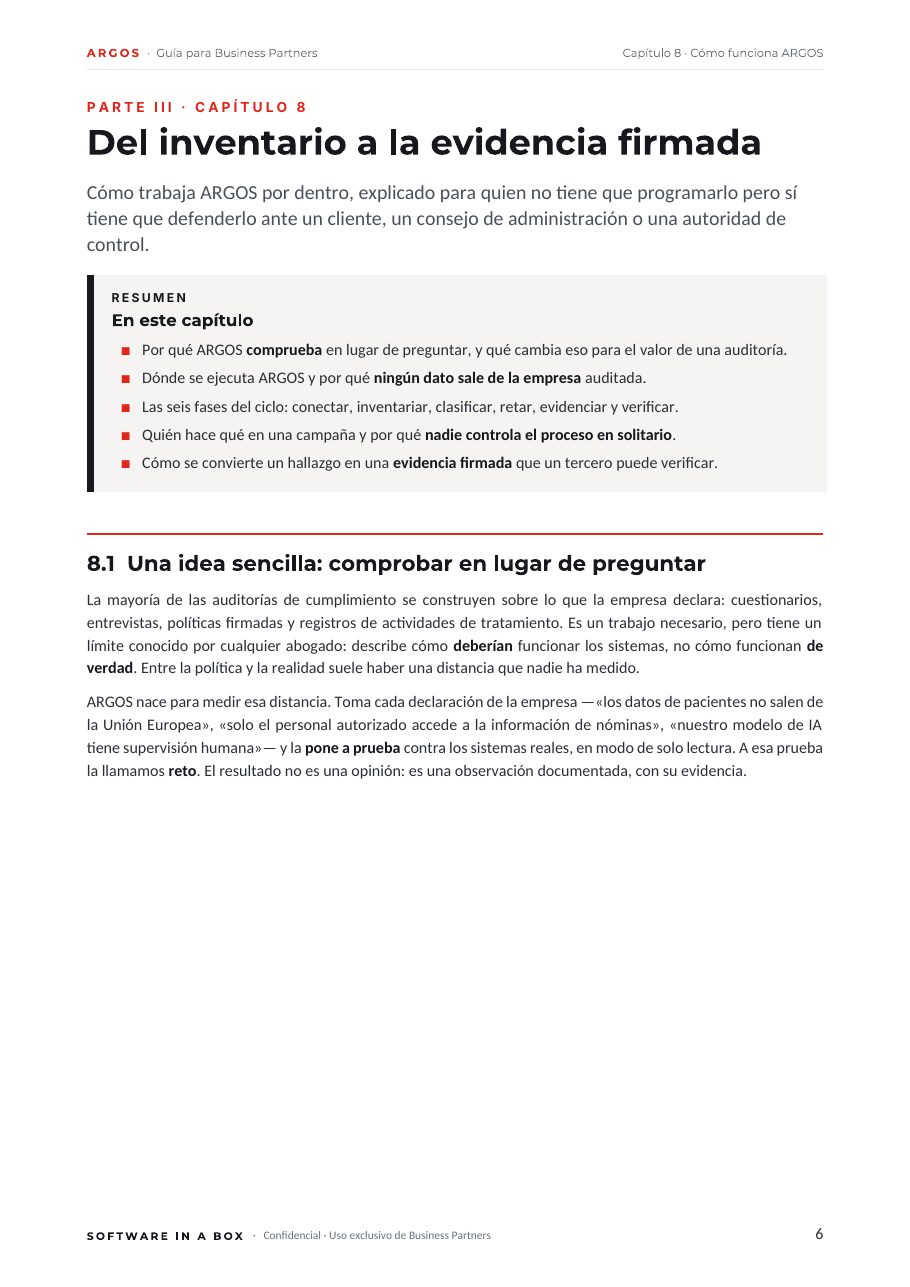 ARGOS · Guía para Business Partners
Capítulo 8 · Cómo funciona ARGOS
PARTE III · CAPÍTULO 8
Del inventario a la evidencia firmada
Cómo trabaja ARGOS por dentro, explicado para quien no tiene que programarlo pero sí
tiene que defenderlo ante un cliente, un consejo de administración o una autoridad de
control.
RESUMEN
En este capítulo
■ Por qué ARGOS comprueba en lugar de preguntar, y qué cambia eso para el valor de una auditoría.
■ Dónde se ejecuta ARGOS y por qué ningún dato sale de la empresa auditada.
■ Las seis fases del ciclo: conectar, inventariar, clasificar, retar, evidenciar y verificar.
■ Quién hace qué en una campaña y por qué nadie controla el proceso en solitario.
■ Cómo se convierte un hallazgo en una evidencia firmada que un tercero puede verificar.
8.1 Una idea sencilla: comprobar en lugar de preguntar
La mayoría de las auditorías de cumplimiento se construyen sobre lo que la empresa declara: cuestionarios,
entrevistas, políticas firmadas y registros de actividades de tratamiento. Es un trabajo necesario, pero tiene un
límite conocido por cualquier abogado: describe cómo deberían funcionar los sistemas, no cómo funcionan de
verdad. Entre la política y la realidad suele haber una distancia que nadie ha medido.
ARGOS nace para medir esa distancia. Toma cada declaración de la empresa —«los datos de pacientes no salen de
la Unión Europea», «solo el personal autorizado accede a la información de nóminas», «nuestro modelo de IA
tiene supervisión humana»— y la pone a prueba contra los sistemas reales, en modo de solo lectura. A esa prueba
la llamamos reto. El resultado no es una opinión: es una observación documentada, con su evidencia.
SOFTWARE IN A BOX · Confidencial · Uso exclusivo de Business Partners
6